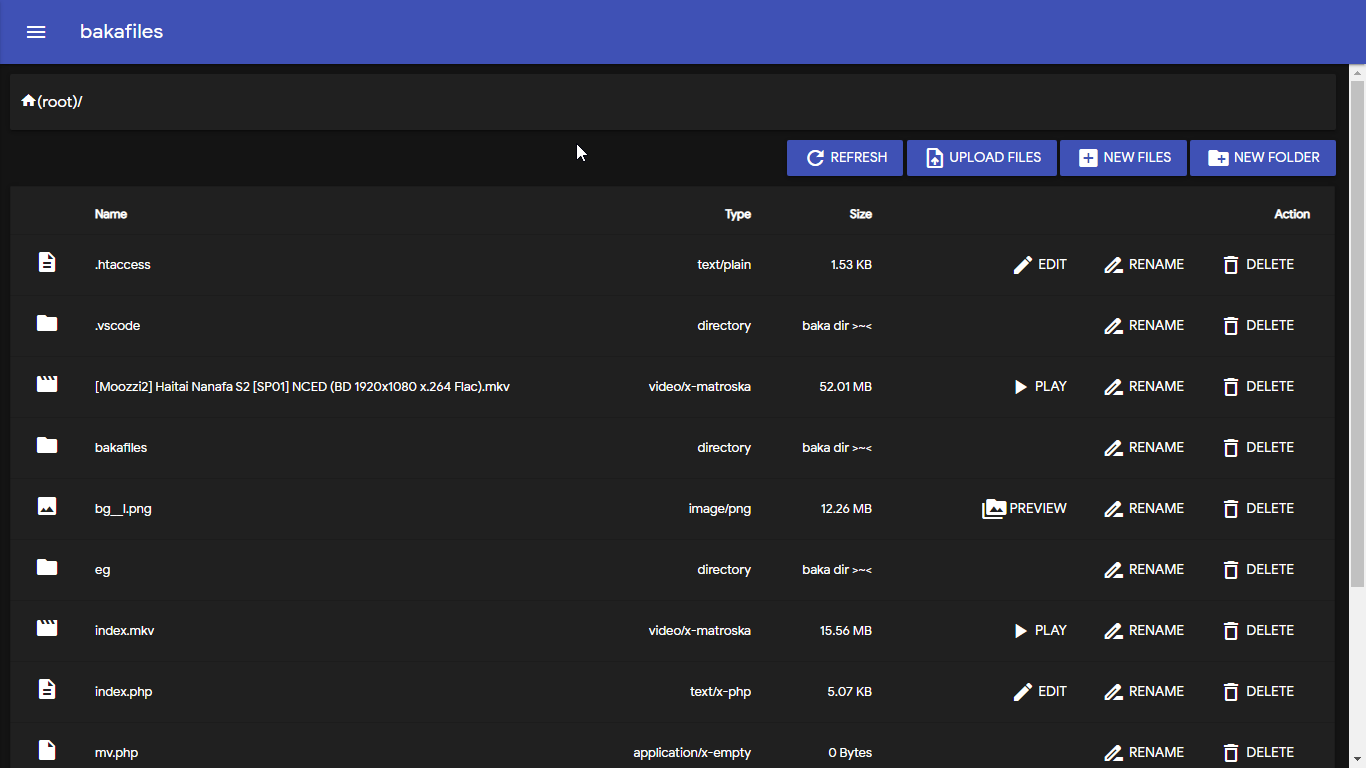 bakafiles
(root)/
REFRESH UPLOAD FILES NEW FILES NEW FOLDER
Name Type Size Action
.htaccess text/plain 1.53 KB EDIT RENAME DELETE
.vscode directory baka dir >~< RENAME DELETE
[Moozzi2] Haitai Nanafa S2 [SP01] NCED (BD 1920x1080 x.264 Flac).mkv video/x-matroska 52.01 MB PLAY RENAME DELETE
bakafiles directory baka dir >~< RENAME DELETE
bg__l.png image/png 12.26 MB PREVIEW RENAME DELETE
eg directory baka dir >~< RENAME DELETE
index.mkv video/x-matroska 15.56 MB PLAY RENAME DELETE
index.php text/x-php 5.07 KB EDIT RENAME DELETE
mv.php application/x-empty 0 Bytes RENAME DELETE